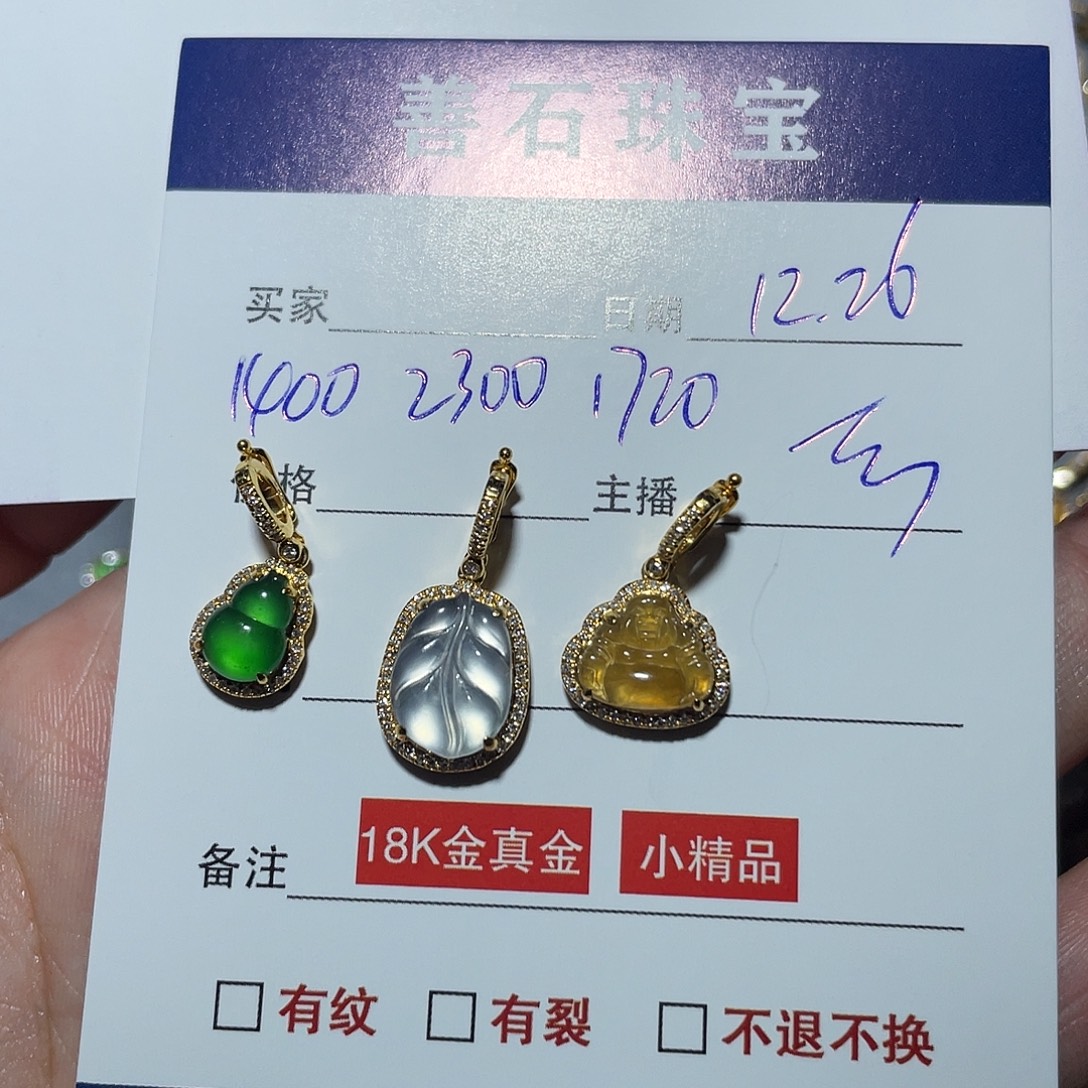 善石珠宝
买家 日期 12.26
1400 2300 1720
价格 主播
备注 18K金真金 小精品
有纹 有裂 不退不换